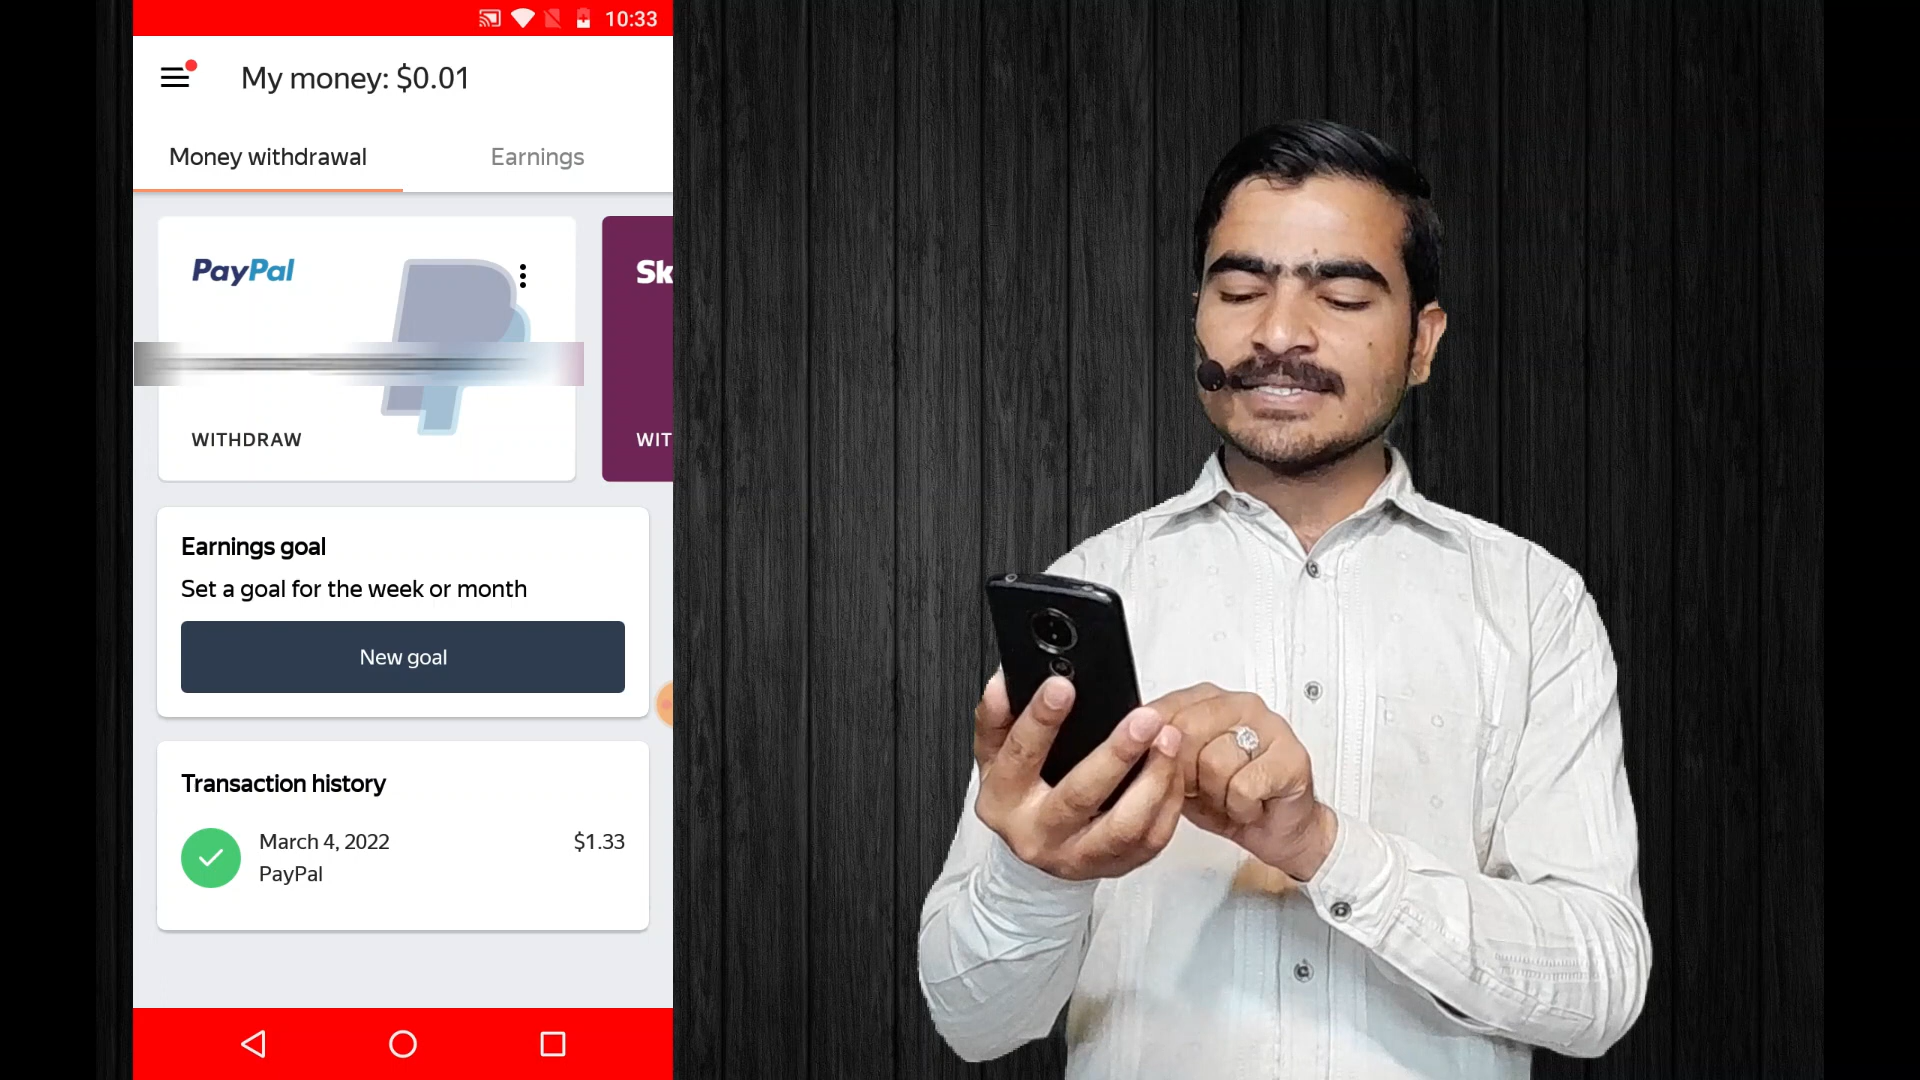 10:33
My money: $0.01
Money withdrawal
Earnings
PayPal
Sk
WITHDRAW
WIT
Earnings goal
Set a goal for the week or month
New goal
Transaction history
March 4, 2022
$1.33
PayPal